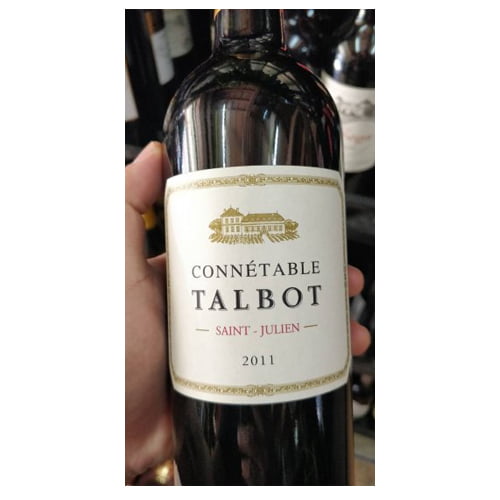 CONNÉTABLE
TALBOT
SAINT - JULIEN
2011